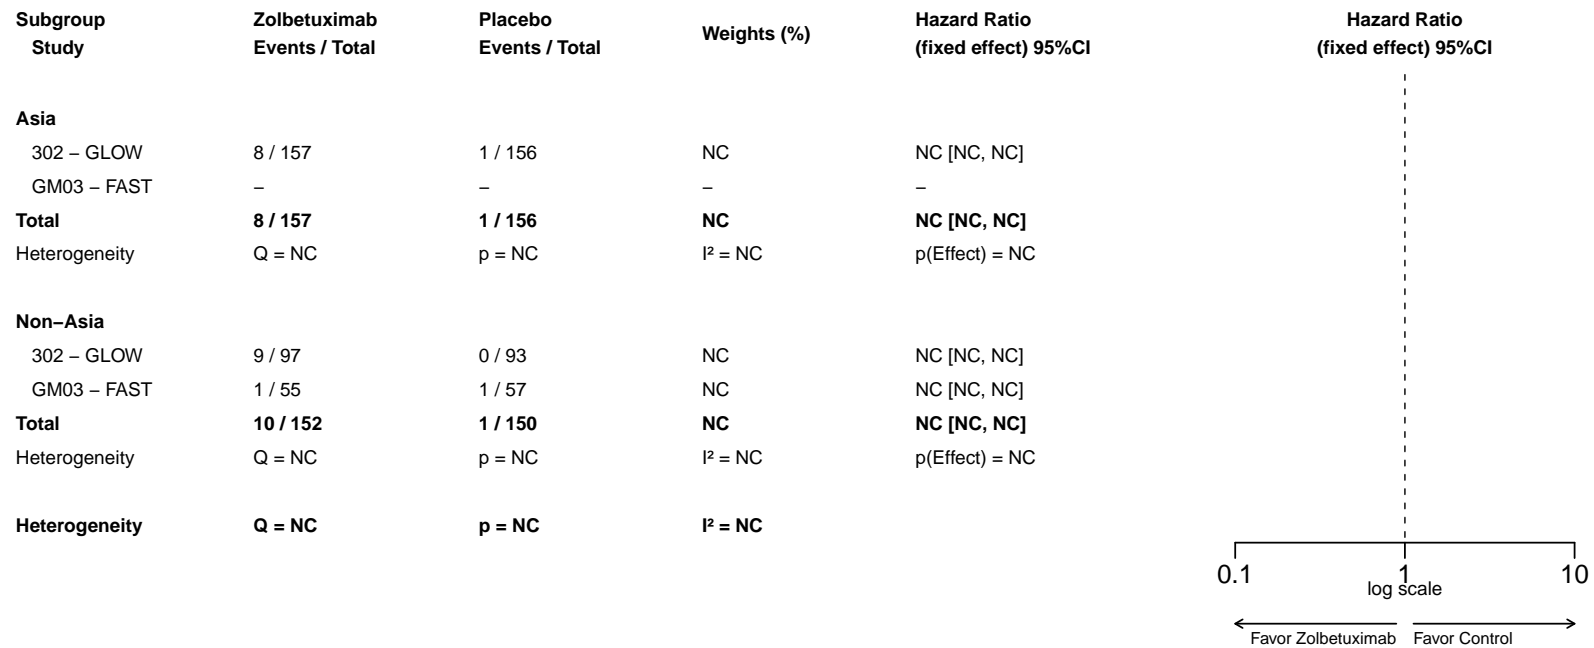 Subgroup Zolbetuximab Placebo Weights (%) Hazard Ratio Hazard Ratio
Study Events / Total Events / Total (fixed effect) 95%CI (fixed effect) 95%CI
Asia
302 – GLOW 8 / 157 1 / 156 NC NC [NC, NC]
GM03 – FAST – – – –
Total 8 / 157 1 / 156 NC NC [NC, NC]
Heterogeneity Q = NC p = NC I² = NC p(Effect) = NC
Non–Asia
302 – GLOW 9 / 97 0 / 93 NC NC [NC, NC]
GM03 – FAST 1 / 55 1 / 57 NC NC [NC, NC]
Total 10 / 152 1 / 150 NC NC [NC, NC]
Heterogeneity Q = NC p = NC I² = NC p(Effect) = NC
Heterogeneity Q = NC p = NC I² = NC
0.1 1 10
log scale
Favor Zolbetuximab Favor Control